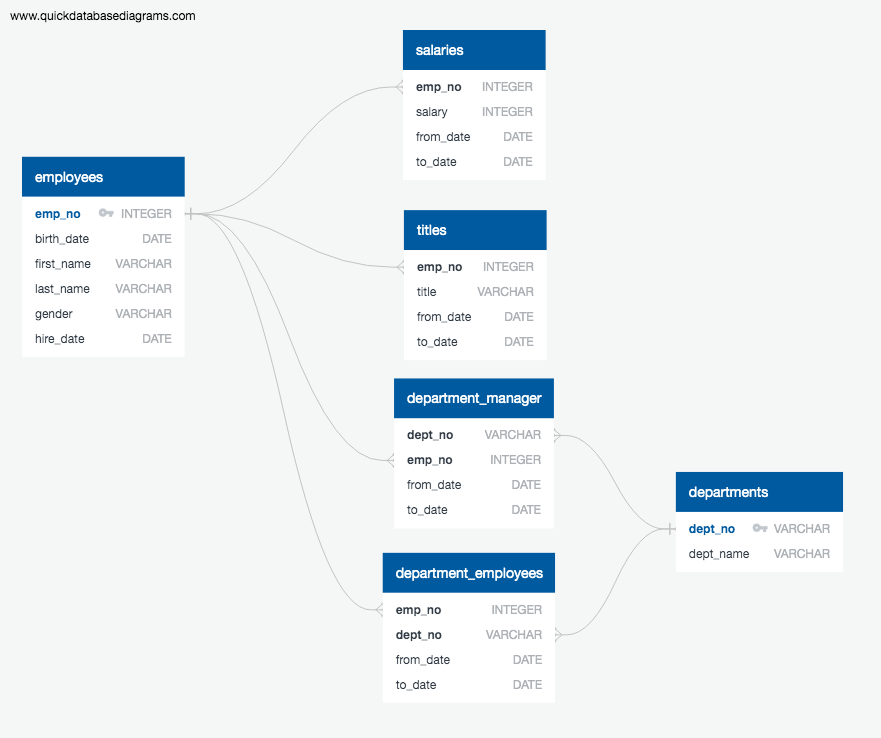 www.quickdatabasediagrams.com
employees
emp_no INTEGER
birth_date DATE
first_name VARCHAR
last_name VARCHAR
gender VARCHAR
hire_date DATE
salaries
emp_no INTEGER
salary INTEGER
from_date DATE
to_date DATE
titles
emp_no INTEGER
title VARCHAR
from_date DATE
to_date DATE
department_manager
dept_no VARCHAR
emp_no INTEGER
from_date DATE
to_date DATE
department_employees
emp_no INTEGER
dept_no VARCHAR
from_date DATE
to_date DATE
departments
dept_no VARCHAR
dept_name VARCHAR